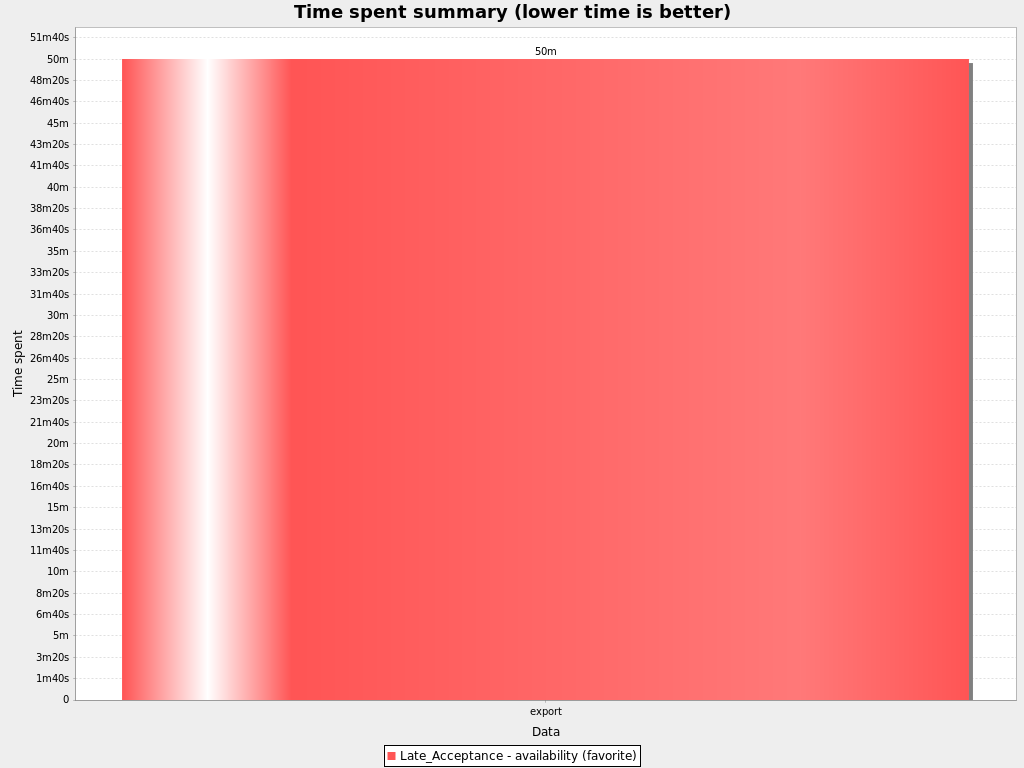 Time spent summary (lower time is better)
51m40s
50m
50m
48m20s
46m40s
45m
43m20s
41m40s
40m
38m20s
36m40s
35m
33m20s
31m40s
30m
28m20s
26m40s
25m
23m20s
21m40s
20m
18m20s
16m40s
15m
13m20s
11m40s
10m
8m20s
6m40s
5m
3m20s
1m40s
0
Time spent
export
Data
Late_Acceptance - availability (favorite)